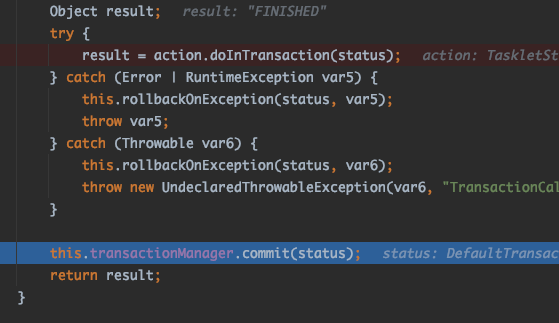 Object result;   result: "FINISHED"
try {
result = action.doInTransaction(status);   action: TaskletSt
} catch (Error | RuntimeException var5) {
this.rollbackOnException(status, var5);
throw var5;
} catch (Throwable var6) {
this.rollbackOnException(status, var6);
throw new UndeclaredThrowableException(var6, "TransactionCal
}
this.transactionManager.commit(status);   status: DefaultTransac
return result;
}